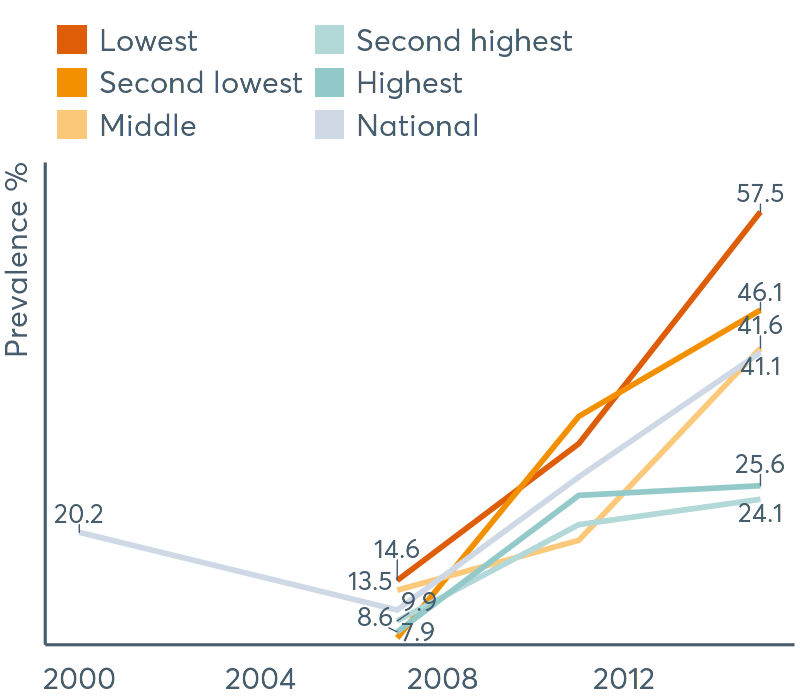 Lowest
Second lowest
Middle
Second highest
Highest
National
Prevalence %
57.5
46.1
41.6
41.1
25.6
24.1
20.2
14.6
13.5
9.9
8.6
7.9
2000 2004 2008 2012